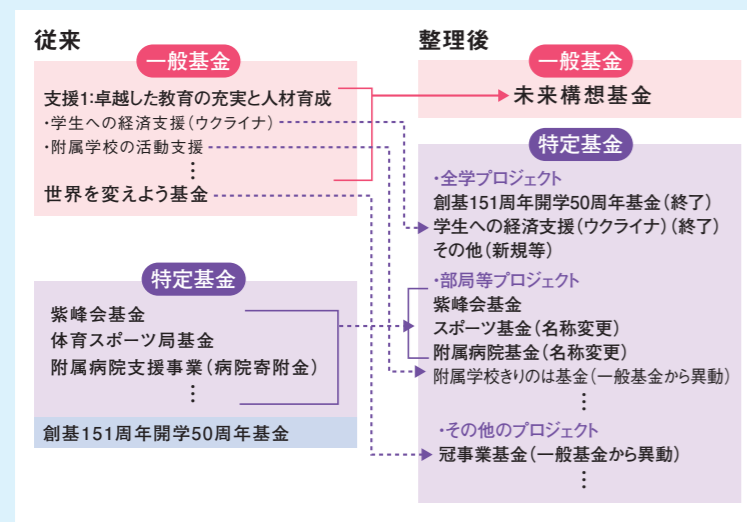 従来
一般基金
支援1:卓越した教育の充実と人材育成
・学生への経済支援(ウクライナ)
・附属学校の活動支援
⋮
世界を変えよう基金
特定基金
紫峰会基金
体育スポーツ局基金
附属病院支援事業(病院寄附金)
⋮
創基151周年開学50周年基金
整理後
一般基金
未来構想基金
特定基金
・全学プロジェクト
創基151周年開学50周年基金(終了)
学生への経済支援(ウクライナ)(終了)
その他(新規等)
・部局等プロジェクト
紫峰会基金
スポーツ基金(名称変更)
附属病院基金(名称変更)
附属学校きりのは基金(一般基金から異動)
⋮
・その他のプロジェクト
冠事業基金(一般基金から異動)
⋮